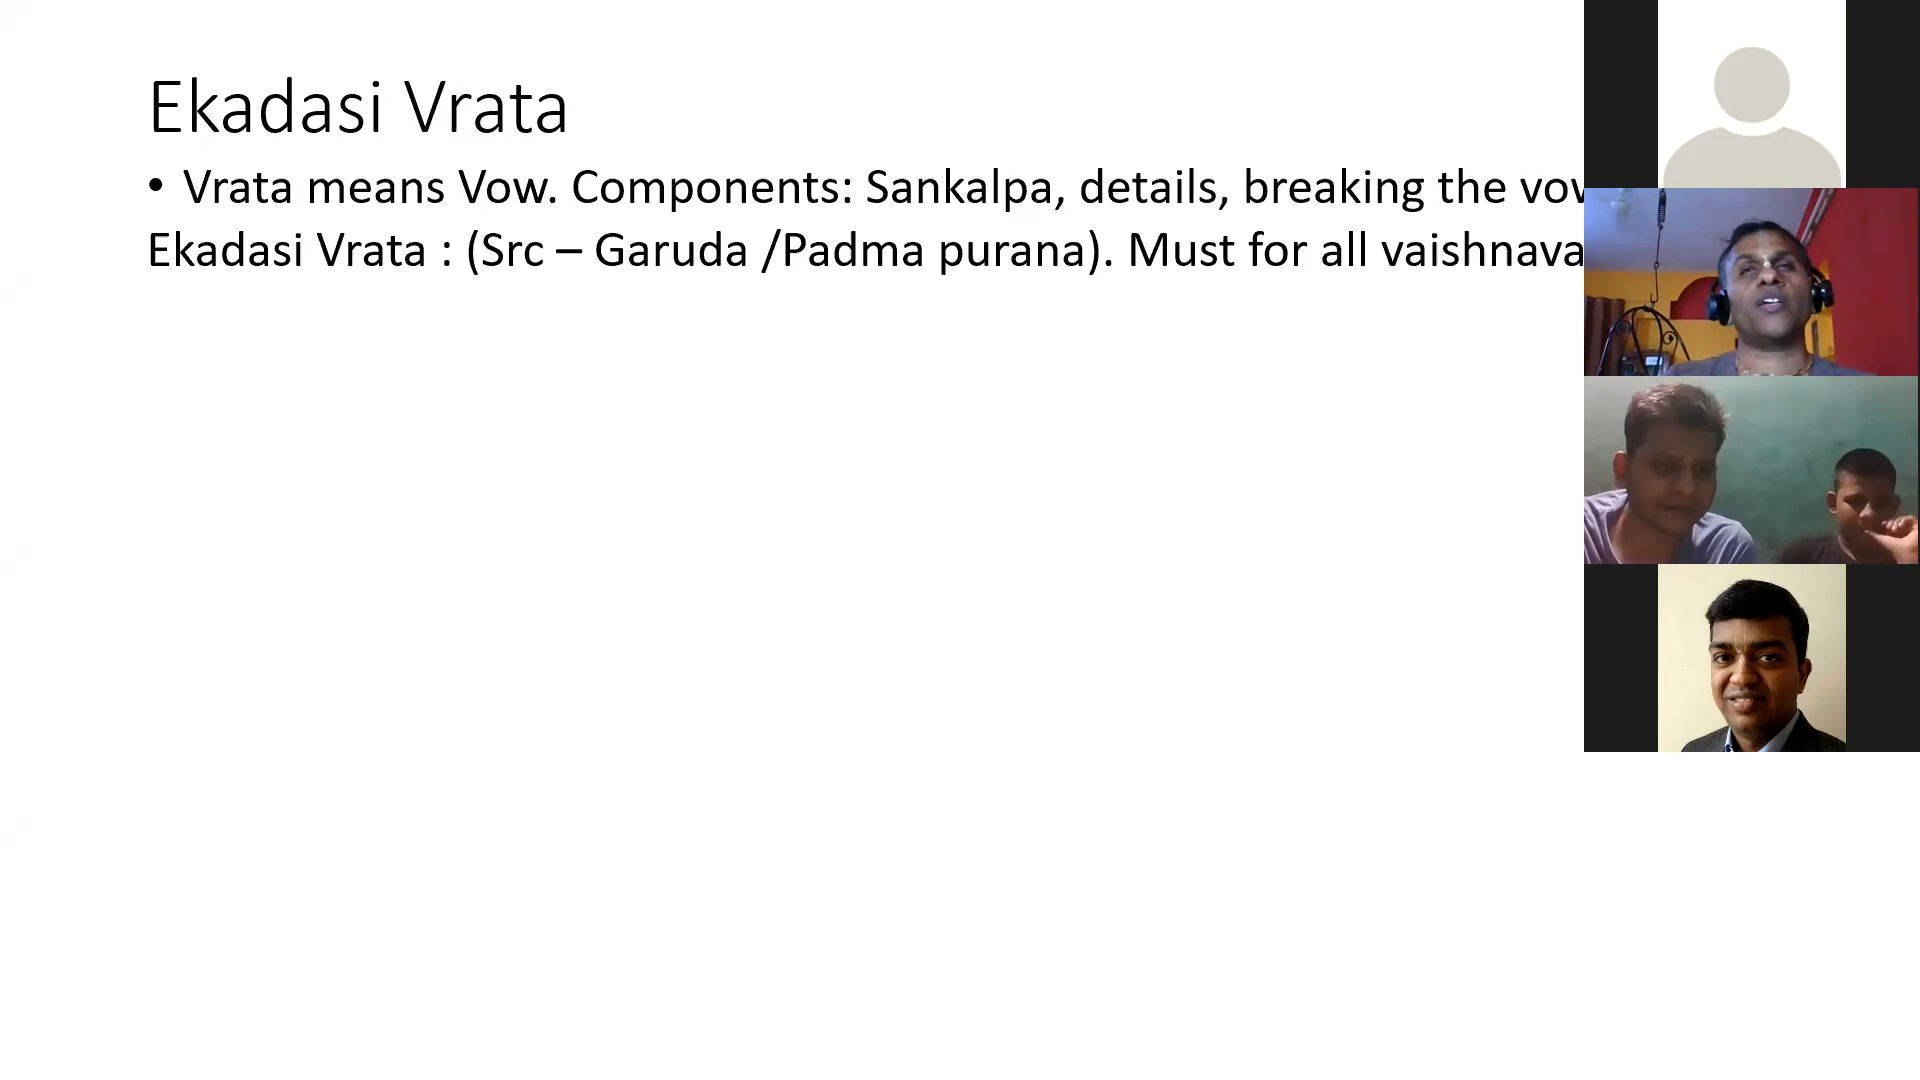 Ekadasi Vrata
• Vrata means Vow. Components: Sankalpa, details, breaking the
Ekadasi Vrata : (Src – Garuda /Padma purana). Must for all vaishnava